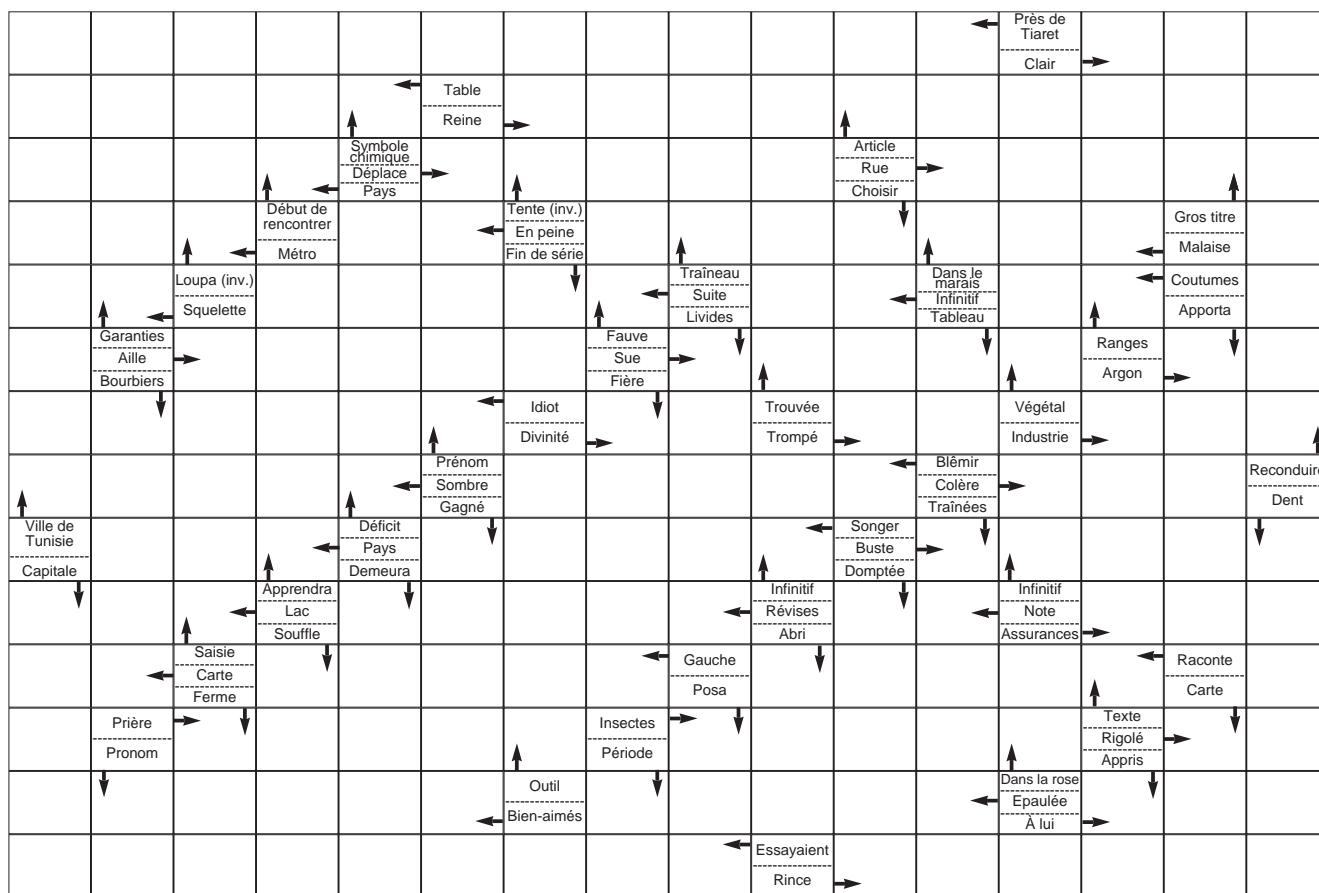 Près de
Tiaret
Clair
Table
Reine
Symbole
chimique
Déplace
Pays
Article
Rue
Choisir
Début de
rencontrer
Métro
Tente (inv.)
En peine
Fin de série
Gros titre
Malaise
Loupa (inv.)
Squelette
Traîneau
Suite
Livides
Dans le
marais
Infinitif
Tableau
Coutumes
Apporta
Garanties
Aille
Bourbiers
Fauve
Sue
Fière
Ranges
Argon
Idiot
Divinité
Trouvée
Trompé
Végétal
Industrie
Prénom
Sombre
Gagné
Blêmir
Colère
Traînées
Reconduire
Dent
Ville de
Tunisie
Capitale
Déficit
Pays
Demeura
Songer
Buste
Domptée
Apprendra
Lac
Souffle
Infinitif
Révises
Abri
Infinitif
Note
Assurances
Saisie
Carte
Ferme
Gauche
Posa
Raconte
Carte
Prière
Pronom
Insectes
Période
Texte
Rigolé
Appris
Outil
Bien-aimés
Dans la rose
Epaulée
À lui
Essayaient
Rince